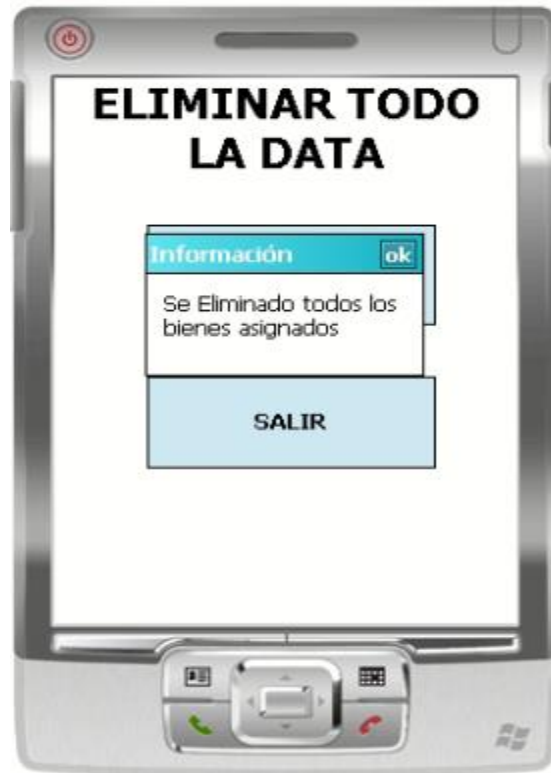 ELIMINAR TODO
LA DATA
Información
ok
Se Eliminado todos los
bienes asignados
SALIR